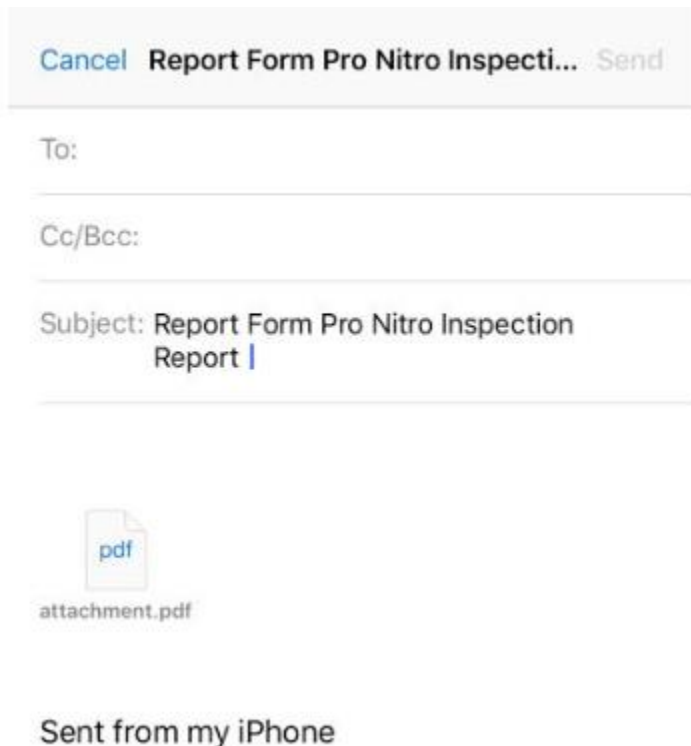 Cancel Report Form Pro Nitro Inspecti... Send
To:
Cc/Bcc:
Subject: Report Form Pro Nitro Inspection
Report
pdf
attachment.pdf
Sent from my iPhone